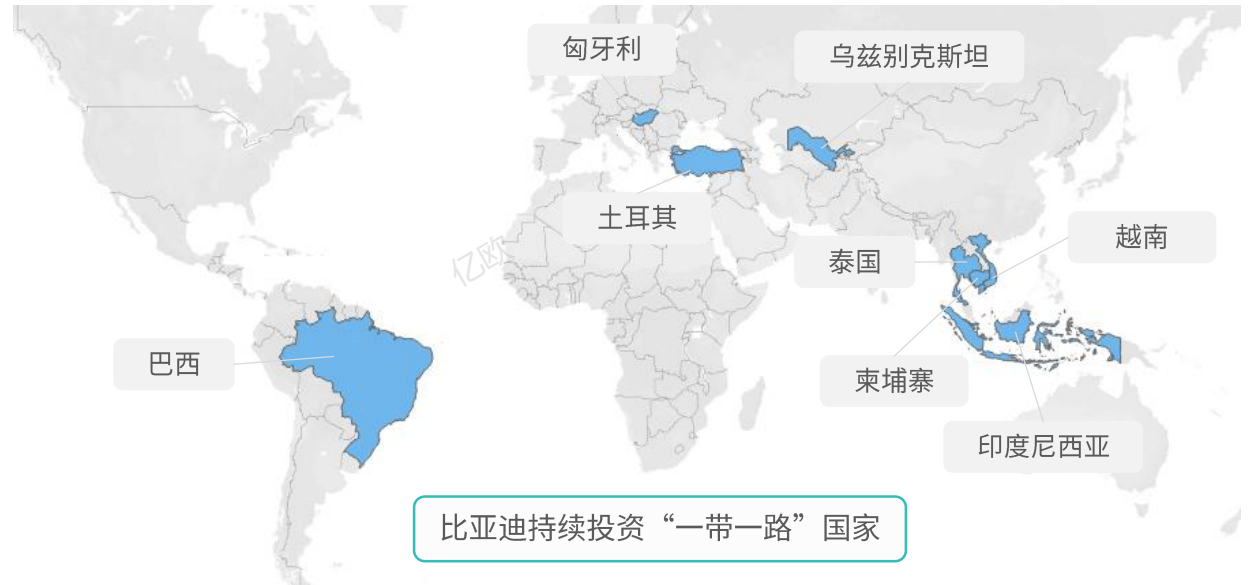 匈牙利
乌兹别克斯坦
土耳其
越南
泰国
亿欧
巴西
柬埔寨
印度尼西亚
比亚迪持续投资“一带一路”国家